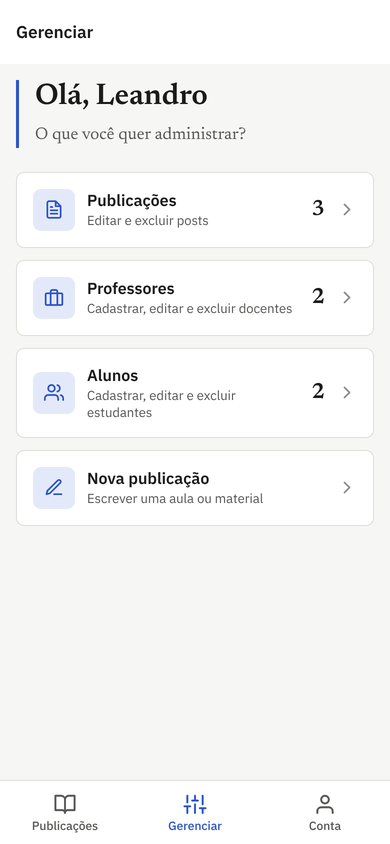 Gerenciar
Olá, Leandro
O que você quer administrar?
Publicações
Editar e excluir posts
3
Professores
Cadastrar, editar e excluir docentes
2
Alunos
Cadastrar, editar e excluir
estudantes
2
Nova publicação
Escrever uma aula ou material
Publicações
Gerenciar
Conta